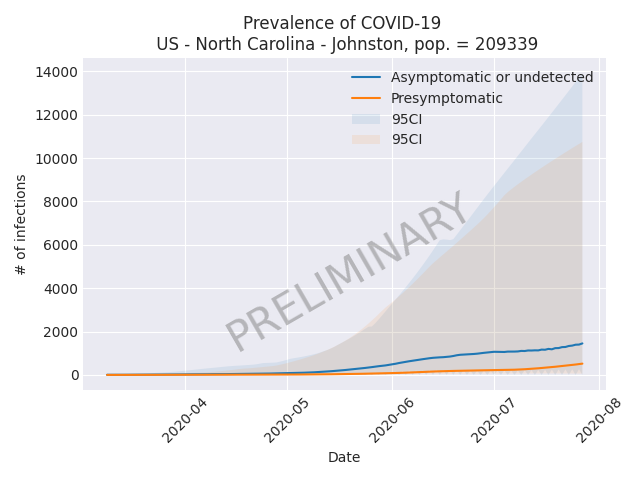 Prevalence of COVID-19
US - North Carolina - Johnston, pop. = 209339
14000
12000
10000
8000
6000
4000
2000
0
# of infections
Asymptomatic or undetected
Presymptomatic
95CI
95CI
PRELIMINARY
2020-04
2020-05
2020-06
2020-07
2020-08
Date